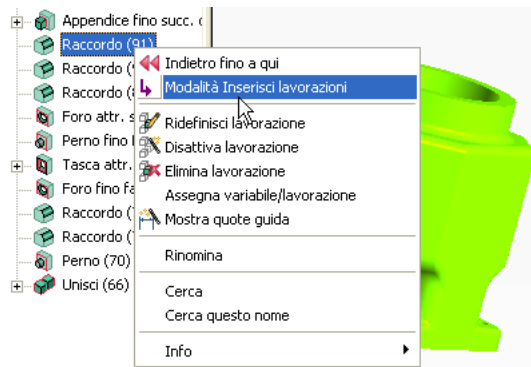 Appendice fino succ.
Raccordo (91)
Raccordo (
Raccordo (
Foro attr.
Perno fino
Tasca attr.
Foro fino fa
Raccordo (
Raccordo (
Perno (70)
Unisci (66)
Indietro fino a qui
Modalità Inserisci lavorazioni
Ridefinisci lavorazione
Disattiva lavorazione
Elimina lavorazione
Assegna variabile/lavorazione
Mostra quote guida
Rinomina
Cerca
Cerca questo nome
Info